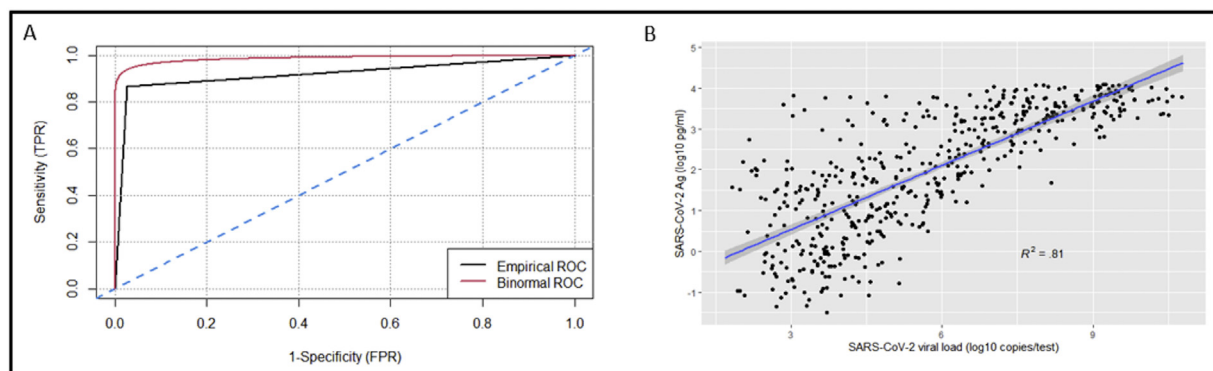 A
Sensitivity (TPR)
1.0
0.8
0.6
0.4
0.2
0.0
Empirical ROC
Binormal ROC
0.0 0.2 0.4 0.6 0.8 1.0
1-Specificity (FPR)
B
SARS-CoV-2 Ag (log10 pg/ml)
5
4
3
2
1
0
-1
R² = .81
3 6 9
SARS-CoV-2 viral load (log10 copies/test)